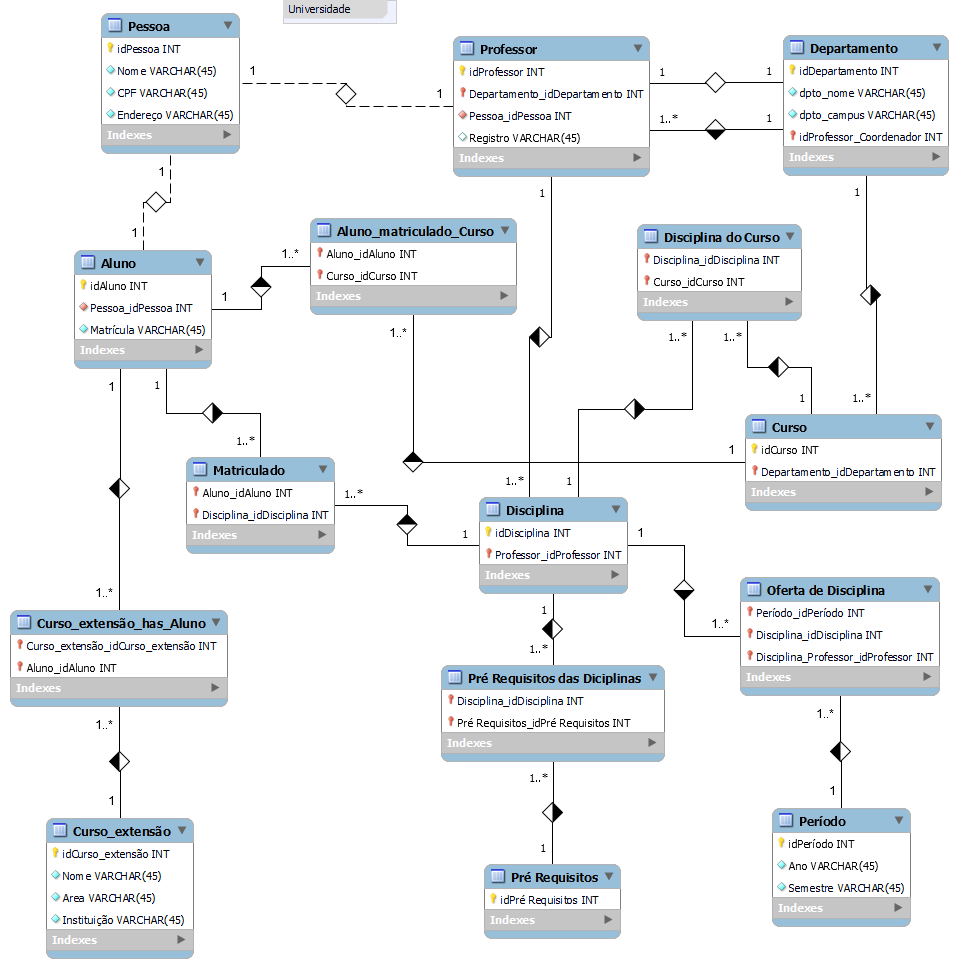 Universidade
Pessoa
idPessoa INT
Nome VARCHAR(45)
CPF VARCHAR(45)
Endereço VARCHAR(45)
Indexes
1
1
Professor
idProfessor INT
Departamento_idDepartamento INT
Pessoa_idPessoa INT
Registro VARCHAR(45)
Indexes
1
1
1..*
1
Departamento
idDepartamento INT
dpto_nome VARCHAR(45)
dpto_campus VARCHAR(45)
idProfessor_Coordenador INT
Indexes
1
1
1
1
Aluno
idAluno INT
Pessoa_idPessoa INT
Matrícula VARCHAR(45)
Indexes
1
1..*
Aluno_matriculado_Curso
Aluno_idAluno INT
Curso_idCurso INT
Indexes
1..*
Disciplina do Curso
Disciplina_idDisciplina INT
Curso_idCurso INT
Indexes
1..*
1..*
1
1..*
1
Curso
idCurso INT
Departamento_idDepartamento INT
Indexes
1
1
1..*
Matriculado
Aluno_idAluno INT
Disciplina_idDisciplina INT
Indexes
1..*
1
1..*
1
Disciplina
idDisciplina INT
Professor_idProfessor INT
Indexes
1
1..*
Oferta de Disciplina
Período_idPeríodo INT
Disciplina_idDisciplina INT
Disciplina_Professor_idProfessor INT
Indexes
1..*
1
1..*
Curso_extensão_has_Aluno
Curso_extensão_idCurso_extensão INT
Aluno_idAluno INT
Indexes
1..*
1
1
1..*
Pré Requisitos das Diciplinas
Disciplina_idDisciplina INT
Pré Requisitos_idPré Requisitos INT
Indexes
1..*
1
Curso_extensão
idCurso_extensão INT
Nome VARCHAR(45)
Area VARCHAR(45)
Instituição VARCHAR(45)
Indexes
Pré Requisitos
idPré Requisitos INT
Indexes
1
Período
idPeríodo INT
Ano VARCHAR(45)
Semestre VARCHAR(45)
Indexes